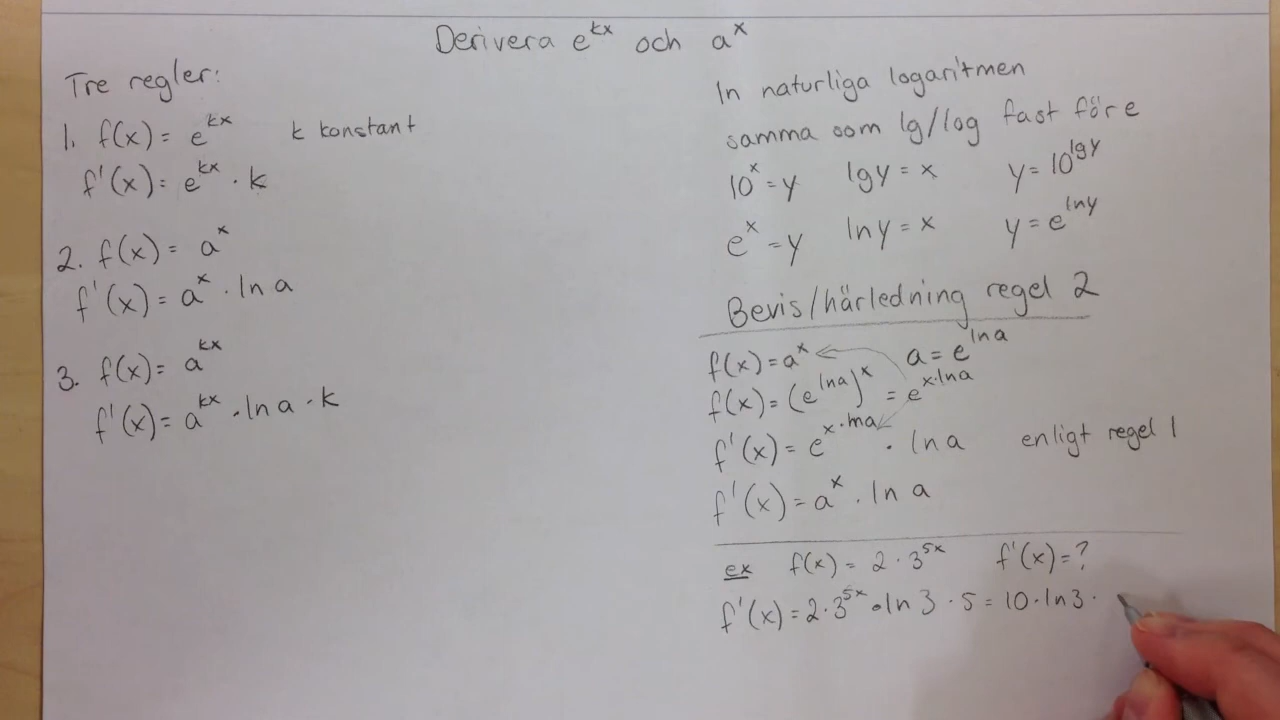 Derivera e^kx och a^x
Tre regler:
1. f(x) = e^kx k konstant
f'(x) = e^kx · k
2. f(x) = a^x
f'(x) = a^x · ln a
3. f(x) = a^kx
f'(x) = a^kx · ln a · k
ln naturliga logaritmen
samma som lg/log fast före
10^x = y lg y = x y = 10^lg y
e^x = y ln y = x y = e^ln y
Bevis/härledning regel 2
f(x) = a^x a = e^ln a
f(x) = (e^ln a)^x = e^x·ln a
f'(x) = e^x·ln a · ln a enligt regel 1
f'(x) = a^x · ln a
ex f(x) = 2 · 3^5x f'(x) = ?
f'(x) = 2 · 3^5x · ln 3 · 5 = 10 · ln 3 ·